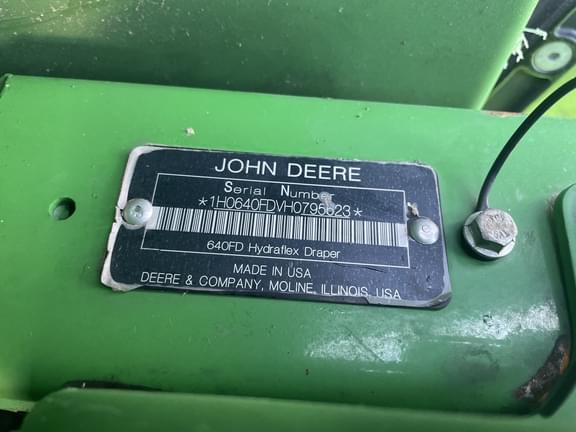 JOHN DEERE
Serial Number
*1H0640FDVH0795623*
640FD Hydraflex Draper
MADE IN USA
DEERE & COMPANY, MOLINE, ILLINOIS, USA